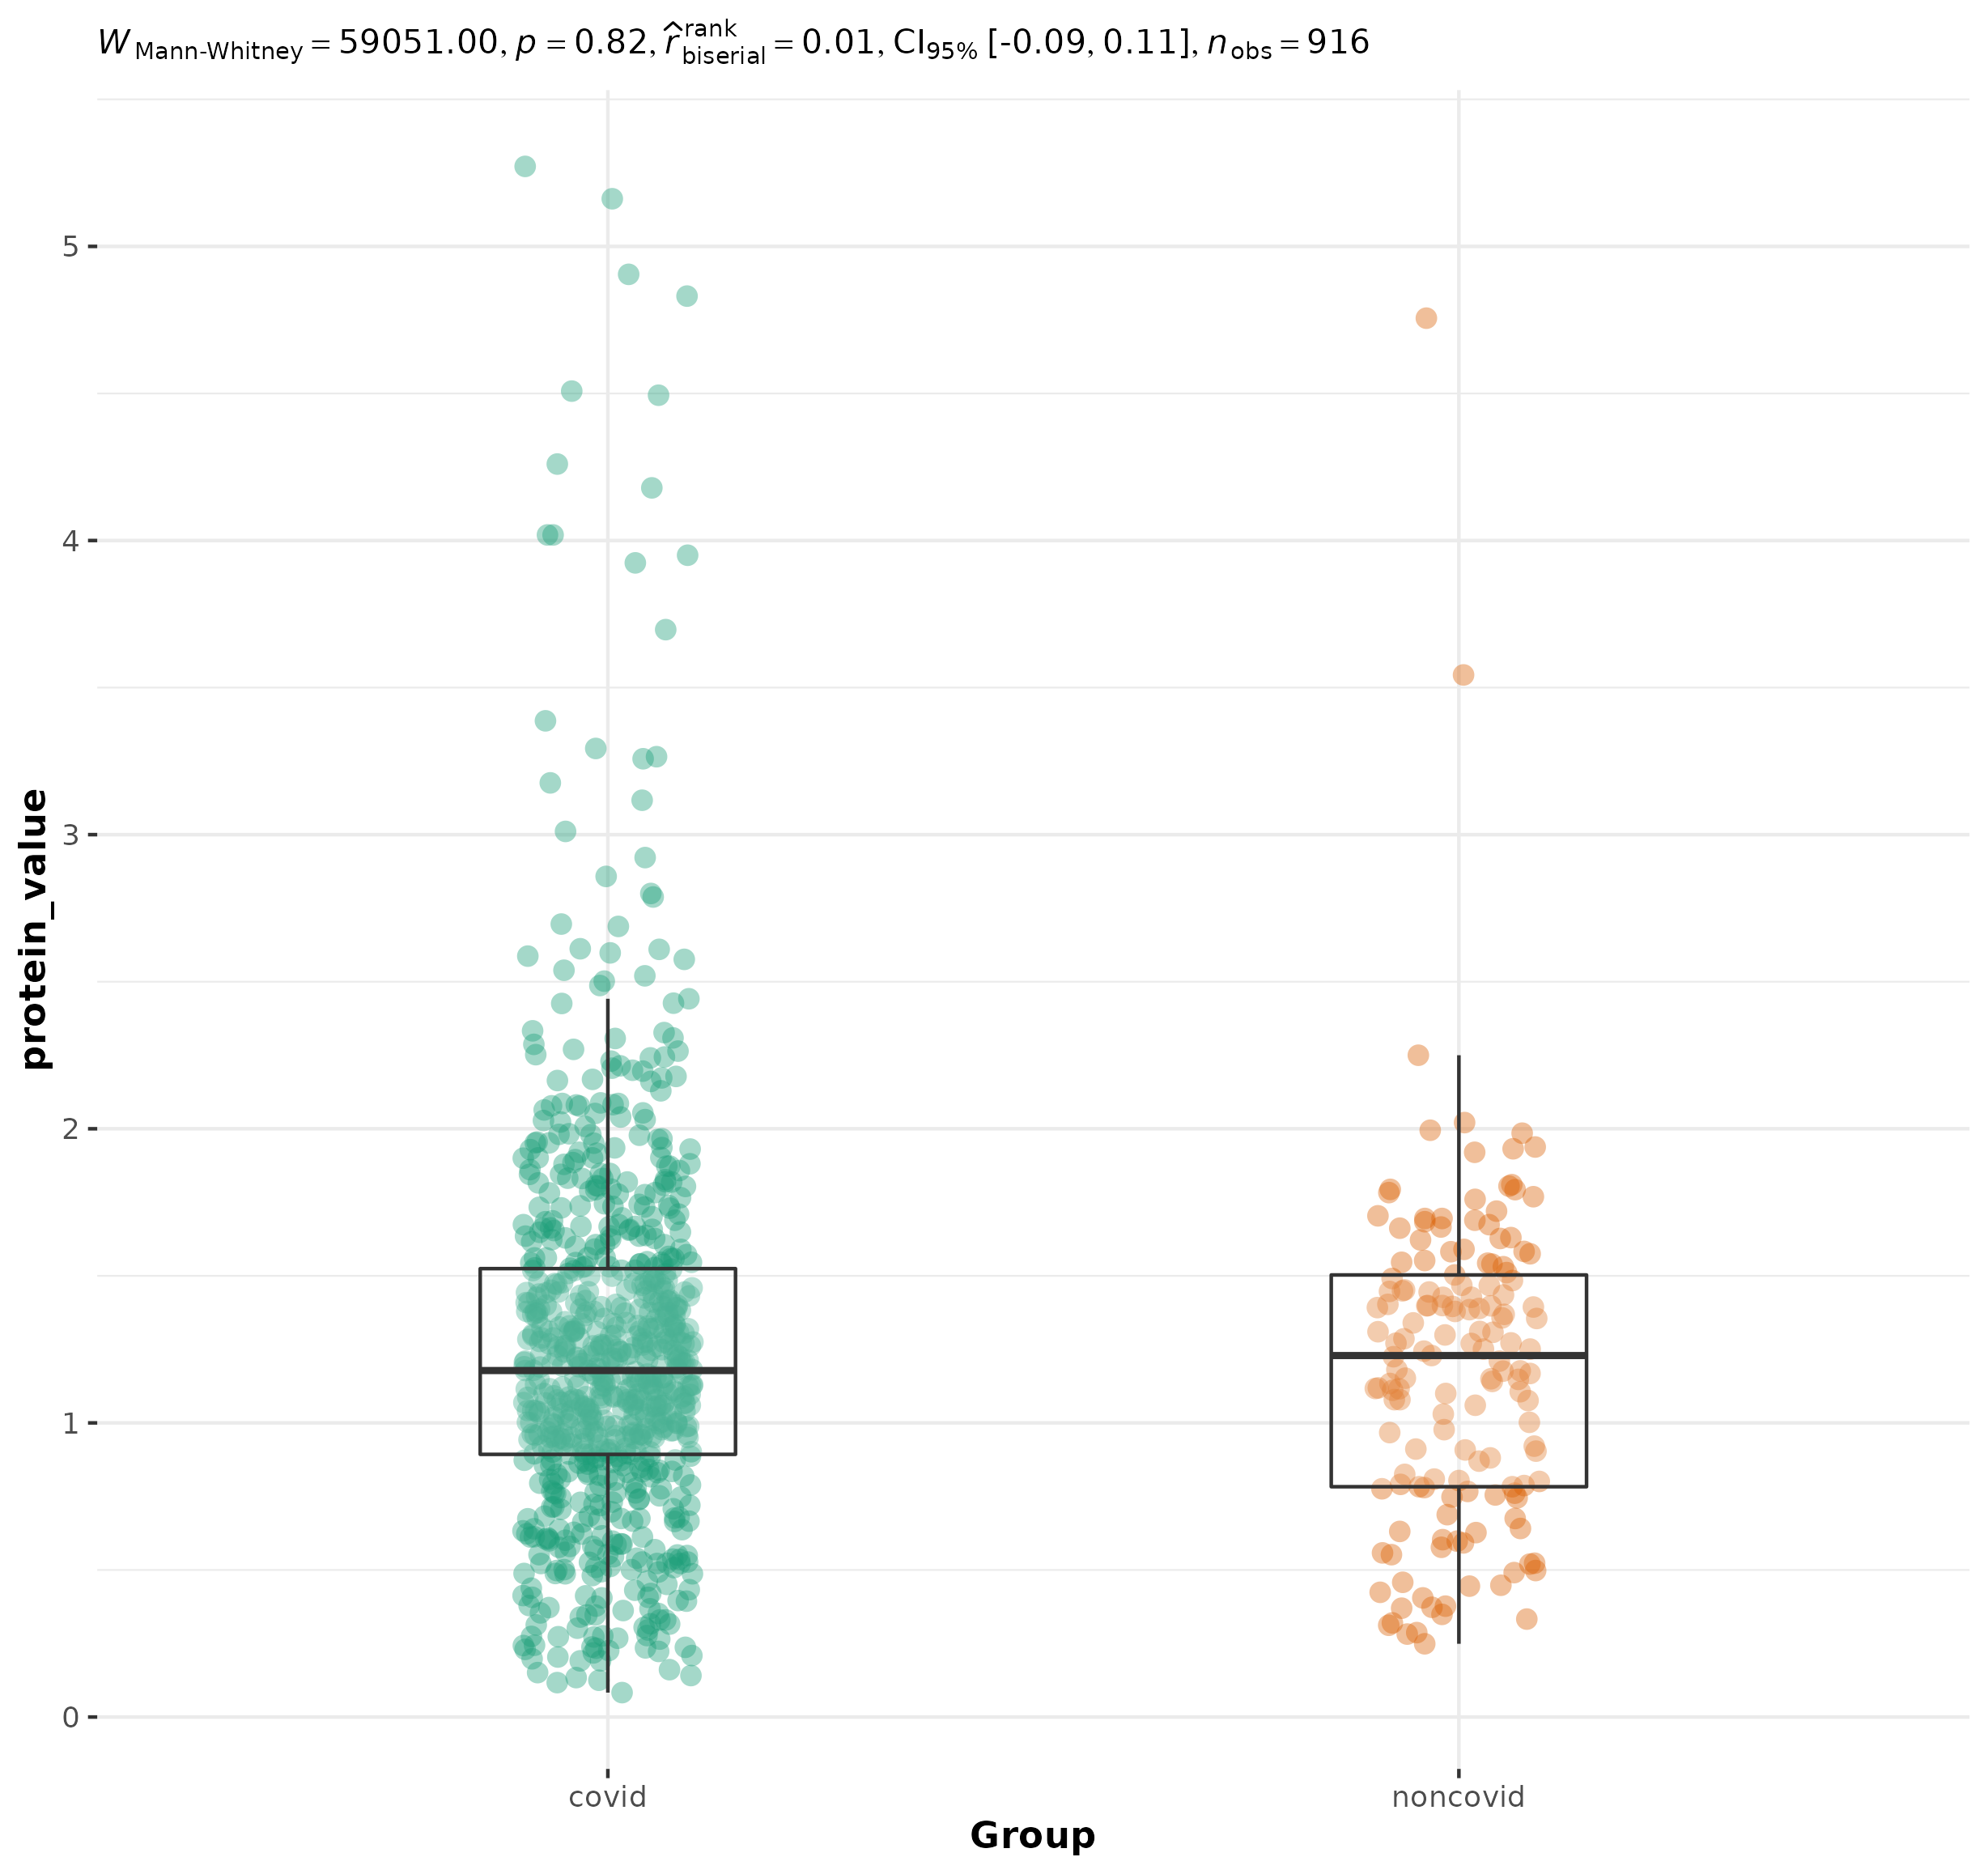 W Mann-Whitney = 59051.00, p = 0.82, r̂ rank biserial = 0.01, CI95% [-0.09, 0.11], n obs = 916
5
4
3
2
1
0
protein_value
covid noncovid
Group